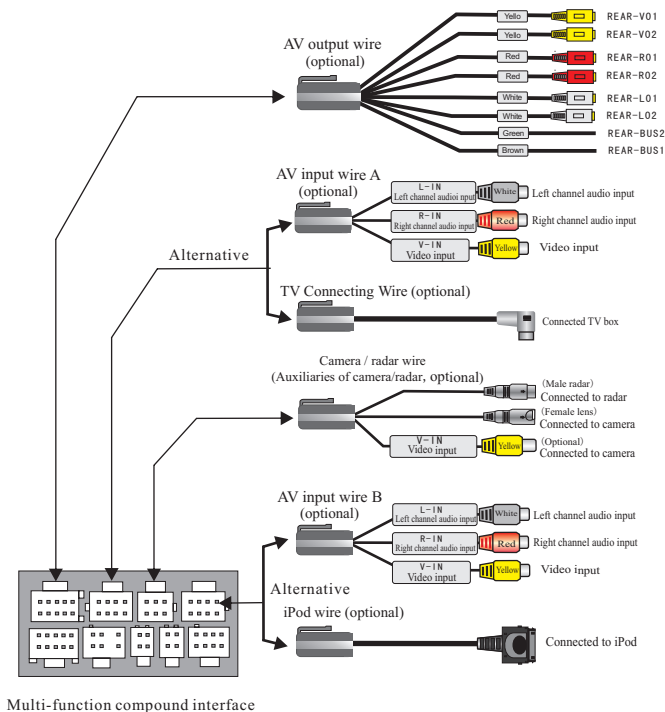 AV output wire
(optional)
Yello
REAR-VO1
Yello
REAR-VO2
Red
REAR-RO1
Red
REAR-RO2
White
REAR-LO1
White
REAR-LO2
Green
REAR-BUS2
Brown
REAR-BUS1
AV input wire A
(optional)
L-IN
Left channel audioi input
White
Left channel audio input
R-IN
Right channel audio input
Red
Right channel audio input
V-IN
Video input
Yellow
Video input
Alternative
TV Connecting Wire (optional)
Connected TV box
Camera / radar wire
(Auxiliaries of camera/radar, optional)
(Male radar)
Connected to radar
(Female lens)
Connected to camera
V-IN
Video input
Yellow
(Optional)
Connected to camera
AV input wire B
(optional)
L-IN
Left channel audio input
White
Left channel audio input
R-IN
Right channel audio input
Red
Right channel audio input
V-IN
Video input
Yellow
Video input
Alternative
iPod wire (optional)
Connected to iPod
Multi-function compound interface